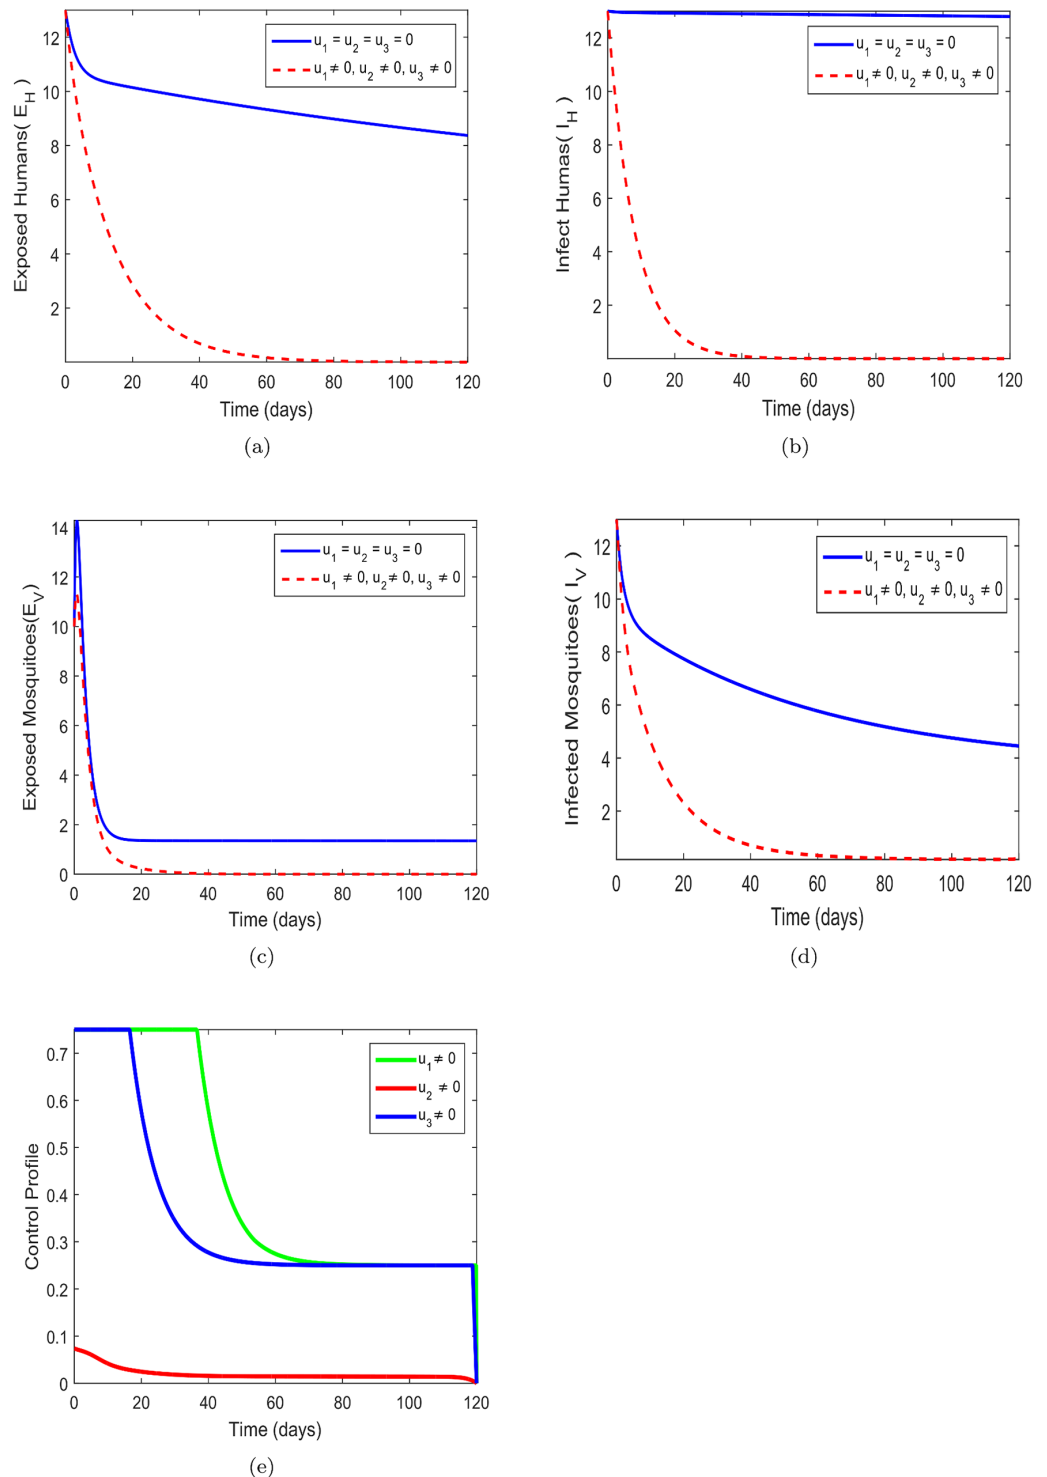 12
10
8
6
4
2
Exposed Humans( E_H )
u_1 = u_2 = u_3 = 0
u_1 ≠ 0, u_2 ≠ 0, u_3 ≠ 0
0 20 40 60 80 100 120
Time (days)
(a)
12
10
8
6
4
2
Infect Humas( I_H )
u_1 = u_2 = u_3 = 0
u_1 ≠ 0, u_2 ≠ 0, u_3 ≠ 0
0 20 40 60 80 100 120
Time (days)
(b)
14
12
10
8
6
4
2
0
Exposed Mosquitoes(E_V)
u_1 = u_2 = u_3 = 0
u_1 ≠ 0, u_2 ≠ 0, u_3 ≠ 0
0 20 40 60 80 100 120
Time (days)
(c)
12
10
8
6
4
2
Infected Mosquitoes( I_V )
u_1 = u_2 = u_3 = 0
u_1 ≠ 0, u_2 ≠ 0, u_3 ≠ 0
0 20 40 60 80 100 120
Time (days)
(d)
0.7
0.6
0.5
0.4
0.3
0.2
0.1
0
Control Profile
u_1 ≠ 0
u_2 ≠ 0
u_3 ≠ 0
0 20 40 60 80 100 120
Time (days)
(e)